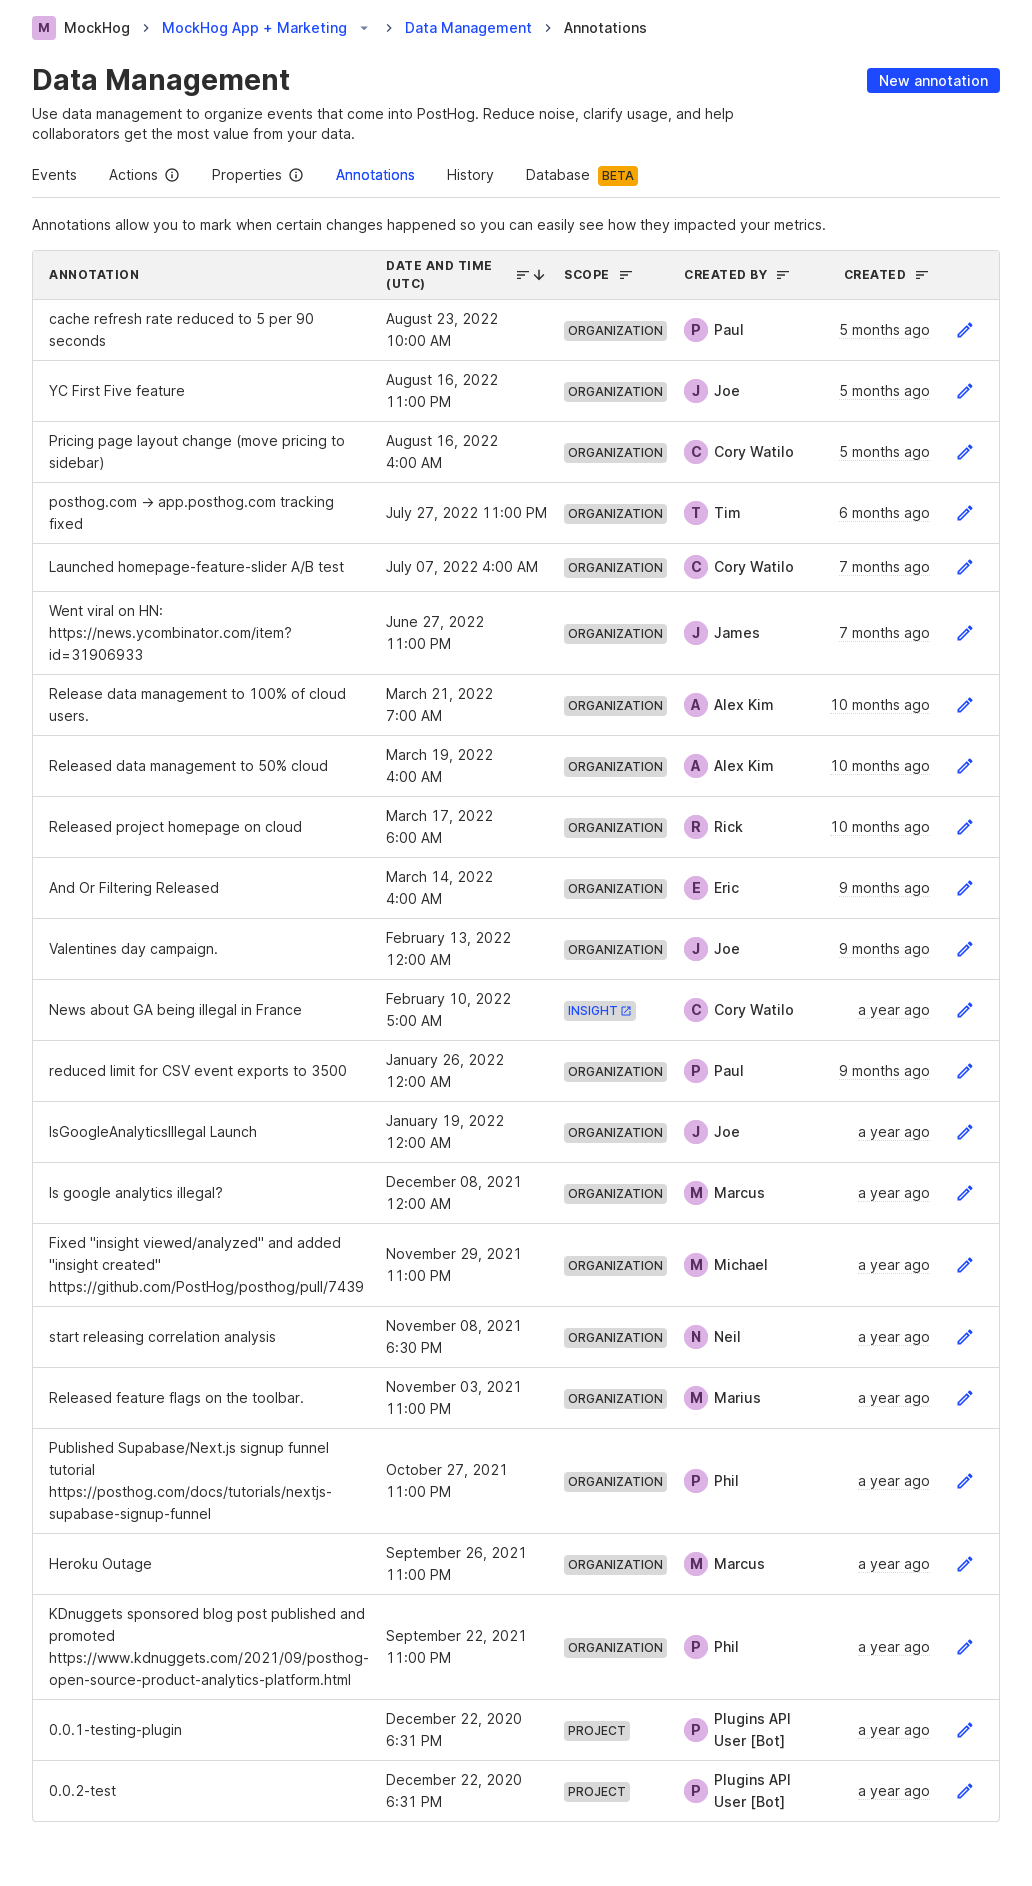 M MockHog > MockHog App + Marketing > Data Management > Annotations
Data Management
New annotation
Use data management to organize events that come into PostHog. Reduce noise, clarify usage, and help
collaborators get the most value from your data.
Events Actions Properties Annotations History Database BETA
Annotations allow you to mark when certain changes happened so you can easily see how they impacted your metrics.
ANNOTATION DATE AND TIME (UTC) SCOPE CREATED BY CREATED
cache refresh rate reduced to 5 per 90
seconds
August 23, 2022
10:00 AM
ORGANIZATION P Paul 5 months ago
YC First Five feature
August 16, 2022
11:00 PM
ORGANIZATION J Joe 5 months ago
Pricing page layout change (move pricing to
sidebar)
August 16, 2022
4:00 AM
ORGANIZATION C Cory Watilo 5 months ago
posthog.com → app.posthog.com tracking
fixed
July 27, 2022 11:00 PM
ORGANIZATION T Tim 6 months ago
Launched homepage-feature-slider A/B test July 07, 2022 4:00 AM ORGANIZATION C Cory Watilo 7 months ago
Went viral on HN:
https://news.ycombinator.com/item?
id=31906933
June 27, 2022
11:00 PM
ORGANIZATION J James 7 months ago
Release data management to 100% of cloud
users.
March 21, 2022
7:00 AM
ORGANIZATION A Alex Kim 10 months ago
Released data management to 50% cloud
March 19, 2022
4:00 AM
ORGANIZATION A Alex Kim 10 months ago
Released project homepage on cloud
March 17, 2022
6:00 AM
ORGANIZATION R Rick 10 months ago
And Or Filtering Released
March 14, 2022
4:00 AM
ORGANIZATION E Eric 9 months ago
Valentines day campaign.
February 13, 2022
12:00 AM
ORGANIZATION J Joe 9 months ago
News about GA being illegal in France
February 10, 2022
5:00 AM
INSIGHT C Cory Watilo a year ago
reduced limit for CSV event exports to 3500
January 26, 2022
12:00 AM
ORGANIZATION P Paul 9 months ago
IsGoogleAnalyticsIllegal Launch
January 19, 2022
12:00 AM
ORGANIZATION J Joe a year ago
Is google analytics illegal?
December 08, 2021
12:00 AM
ORGANIZATION M Marcus a year ago
Fixed "insight viewed/analyzed" and added
"insight created"
https://github.com/PostHog/posthog/pull/7439
November 29, 2021
11:00 PM
ORGANIZATION M Michael a year ago
start releasing correlation analysis
November 08, 2021
6:30 PM
ORGANIZATION N Neil a year ago
Released feature flags on the toolbar.
November 03, 2021
11:00 PM
ORGANIZATION M Marius a year ago
Published Supabase/Next.js signup funnel
tutorial
https://posthog.com/docs/tutorials/nextjs-
supabase-signup-funnel
October 27, 2021
11:00 PM
ORGANIZATION P Phil a year ago
Heroku Outage
September 26, 2021
11:00 PM
ORGANIZATION M Marcus a year ago
KDnuggets sponsored blog post published and
promoted
https://www.kdnuggets.com/2021/09/posthog-
open-source-product-analytics-platform.html
September 22, 2021
11:00 PM
ORGANIZATION P Phil a year ago
0.0.1-testing-plugin
December 22, 2020
6:31 PM
PROJECT P Plugins API
User [Bot]
a year ago
0.0.2-test
December 22, 2020
6:31 PM
PROJECT P Plugins API
User [Bot]
a year ago